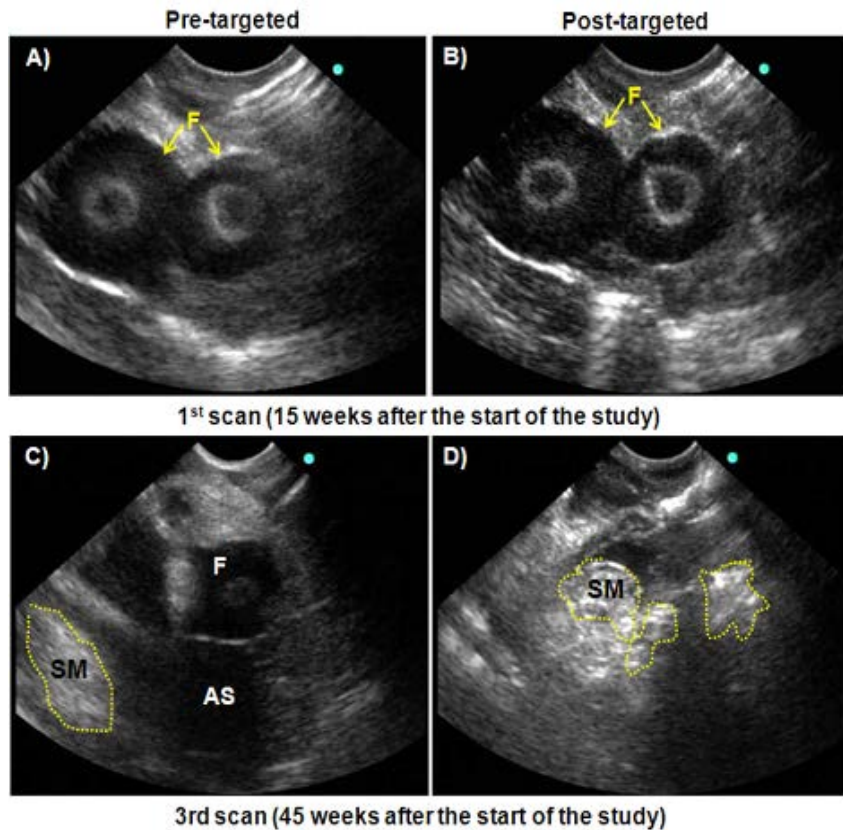 Pre-targeted Post-targeted
A) B)
F F
1st scan (15 weeks after the start of the study)
C) D)
F
SM SM
AS
3rd scan (45 weeks after the start of the study)